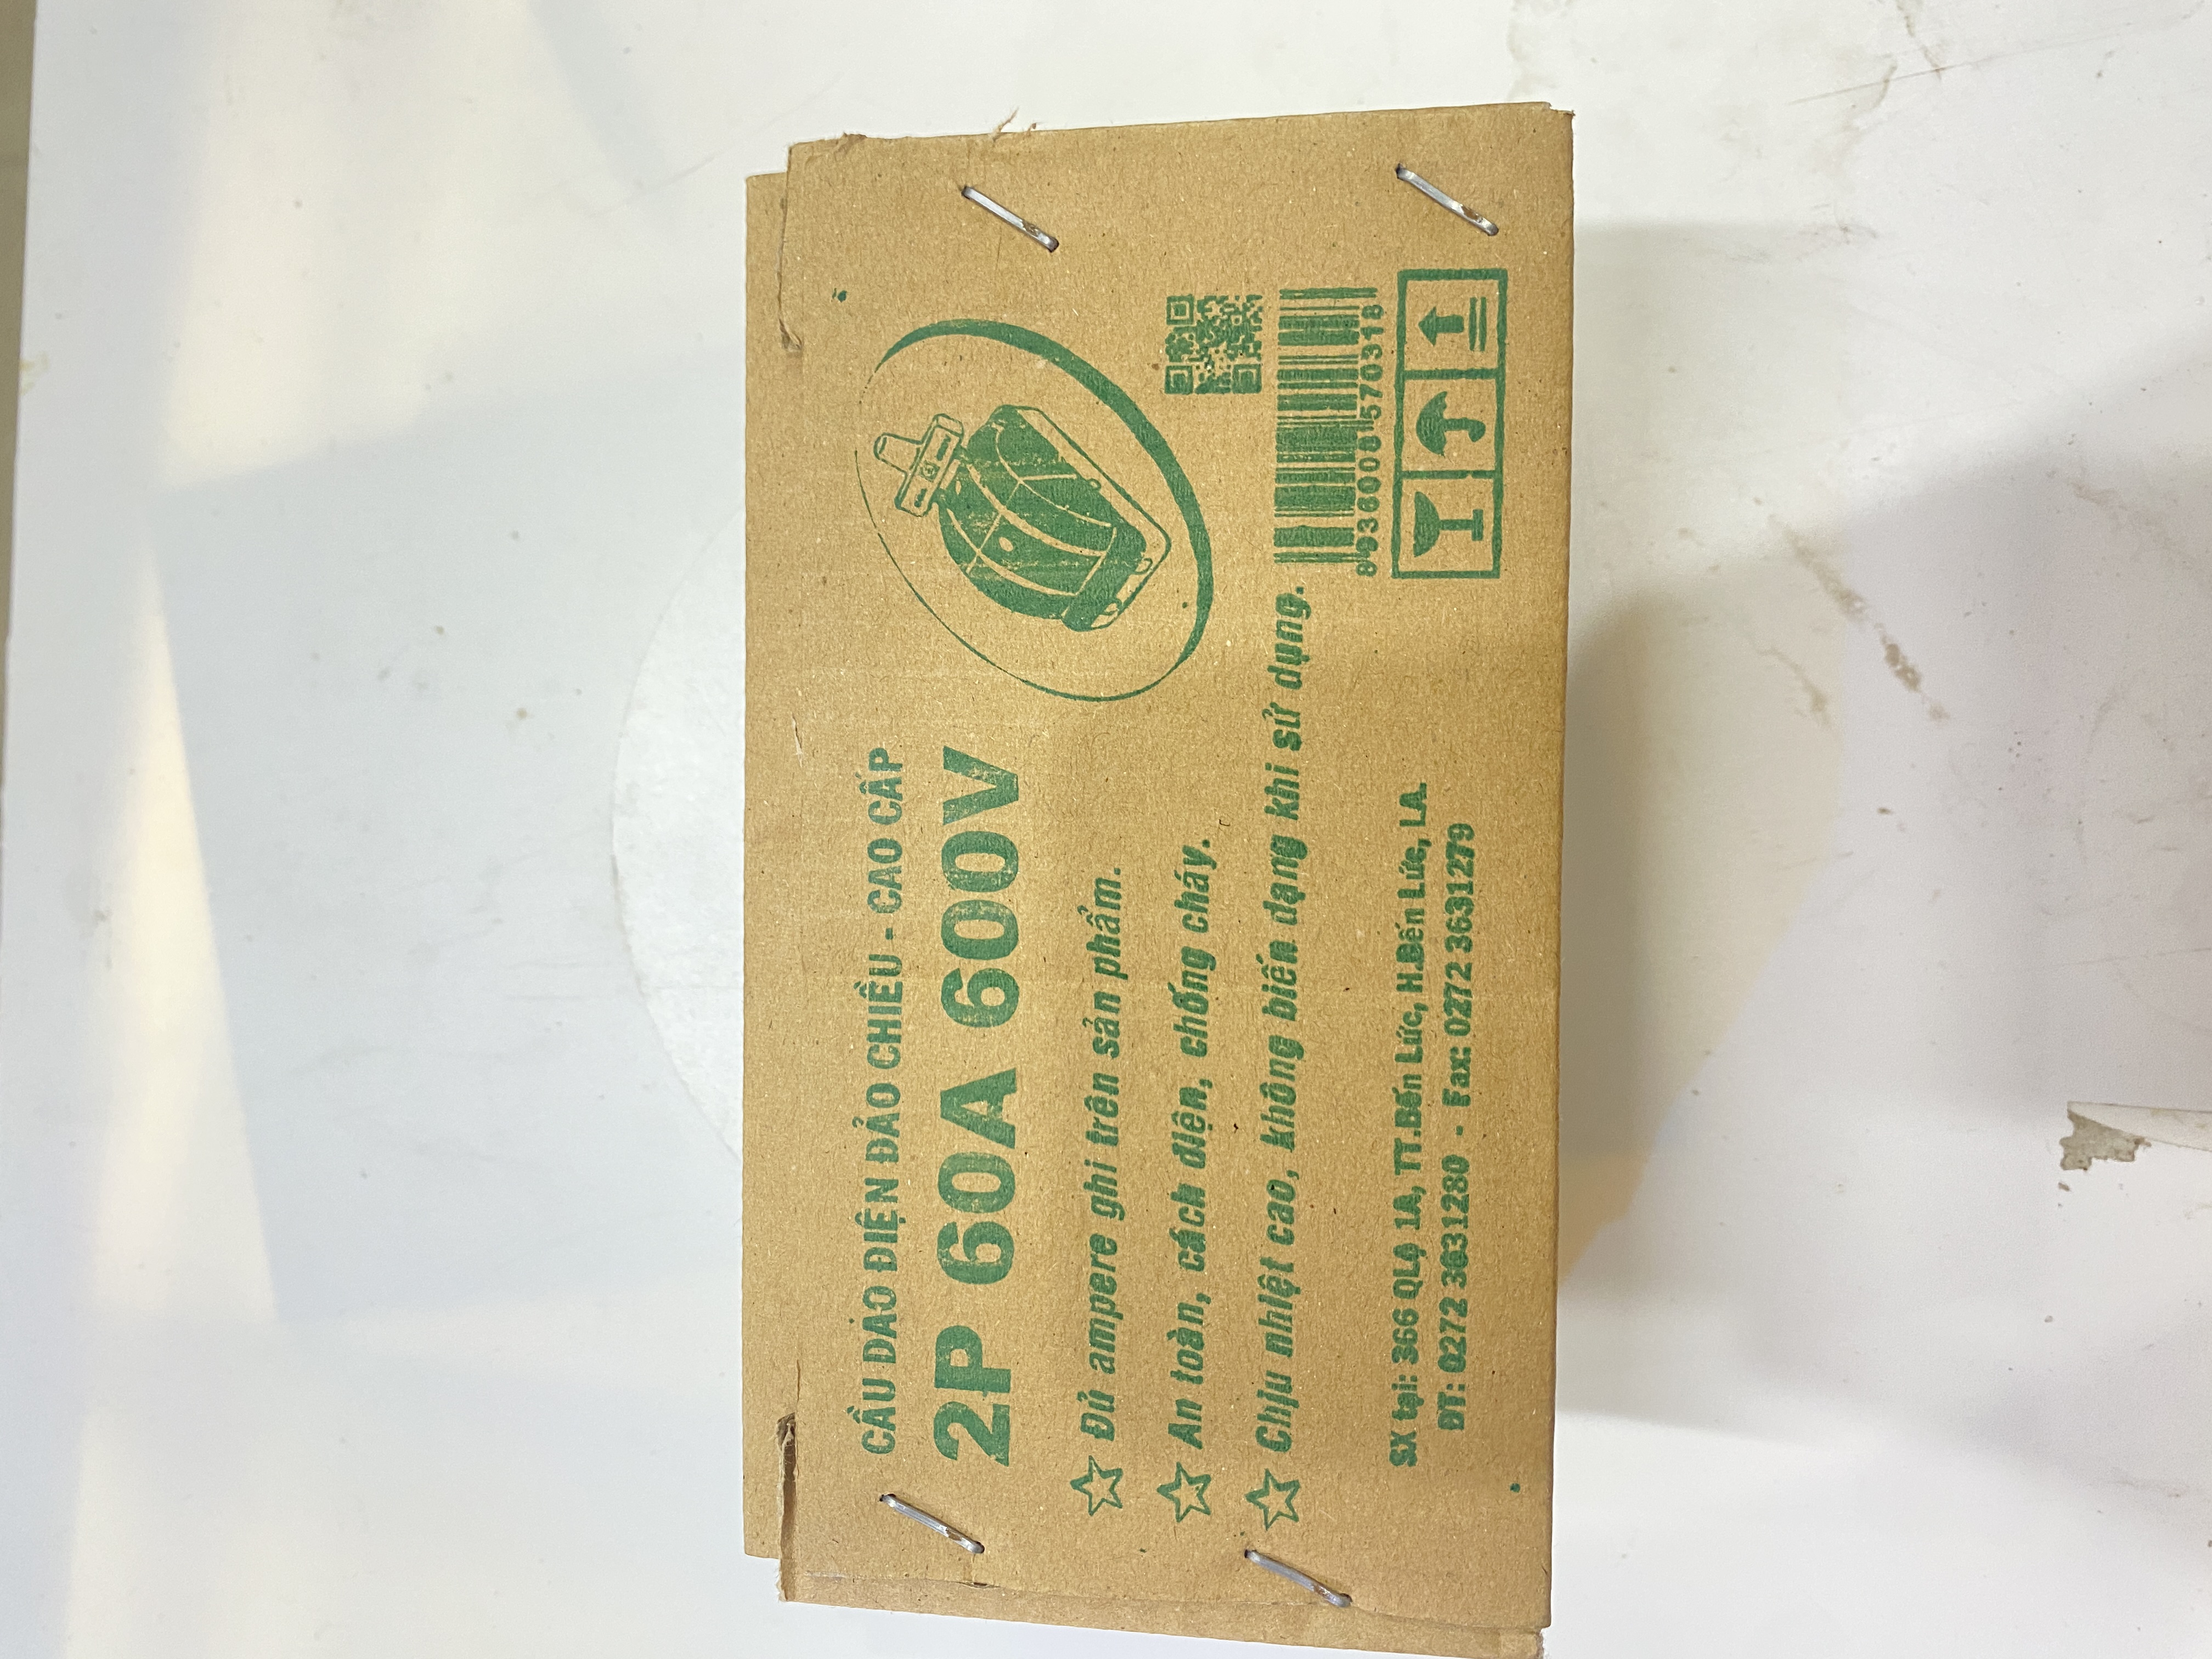 CẦU DAO ĐIỆN ĐẢO CHIỀU - CAO CẤP
2P 60A 600V
Đủ ampere ghi trên sản phẩm.
An toàn, cách điện, chống cháy.
Chịu nhiệt cao, không biến dạng khi sử dụng.
8936008570318
SX tại: 366 QLộ 1A, TT.Bến Lức, H.Bến Lức, LA.
ĐT: 0272 3631280 - Fax: 0272 3631279